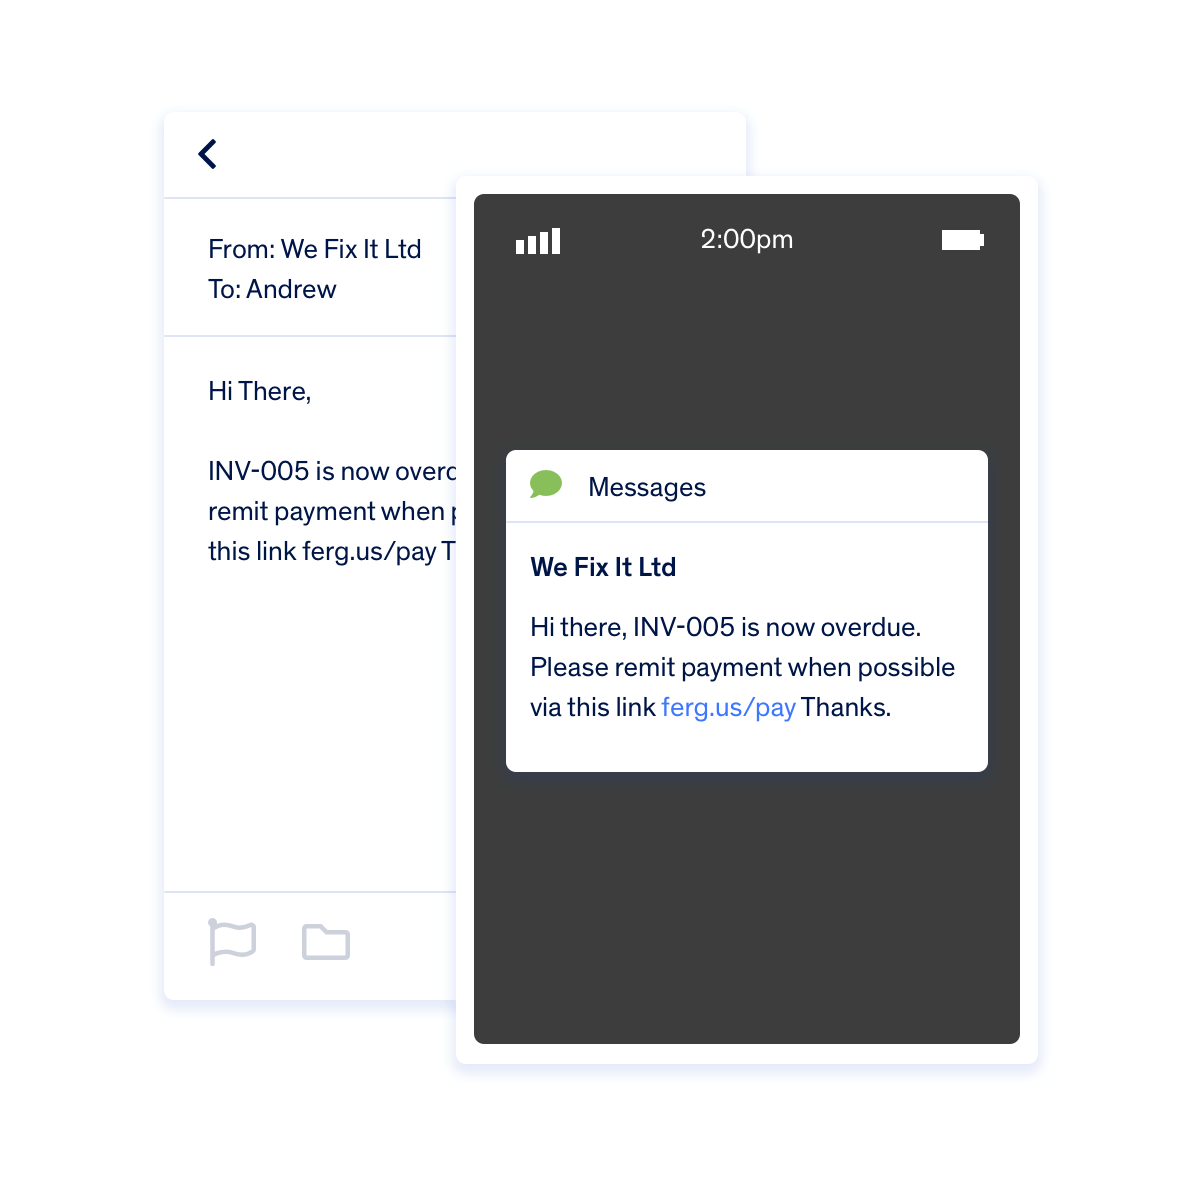 From: We Fix It Ltd
To: Andrew
Hi There,
INV-005 is now
remit payment when
this link ferg.us/pay
2:00pm
Messages
We Fix It Ltd
Hi there, INV-005 is now overdue.
Please remit payment when possible
via this link ferg.us/pay Thanks.